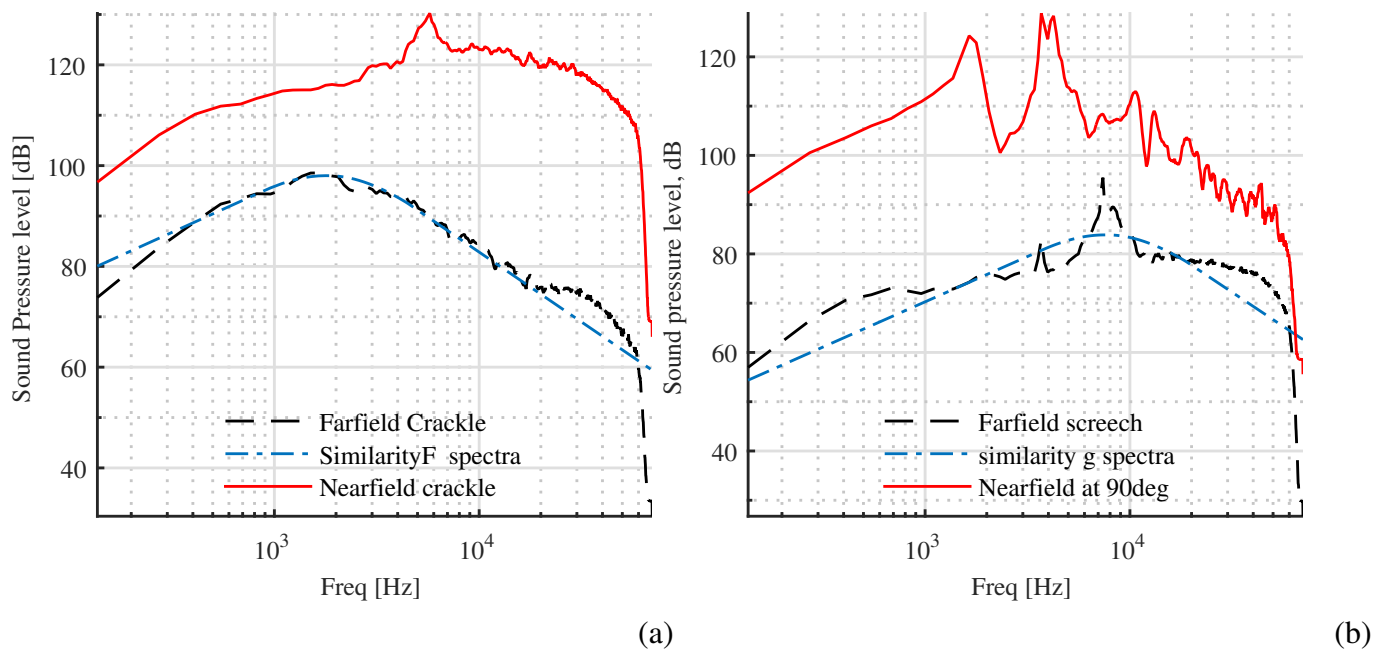 Sound Pressure level [dB]
120
100
80
60
40
Farfield Crackle
SimilarityF spectra
Nearfield crackle
10^3
10^4
Freq [Hz]
(a)
Sound pressure level, dB
120
100
80
60
40
Farfield screech
similarity g spectra
Nearfield at 90deg
10^3
10^4
Freq [Hz]
(b)